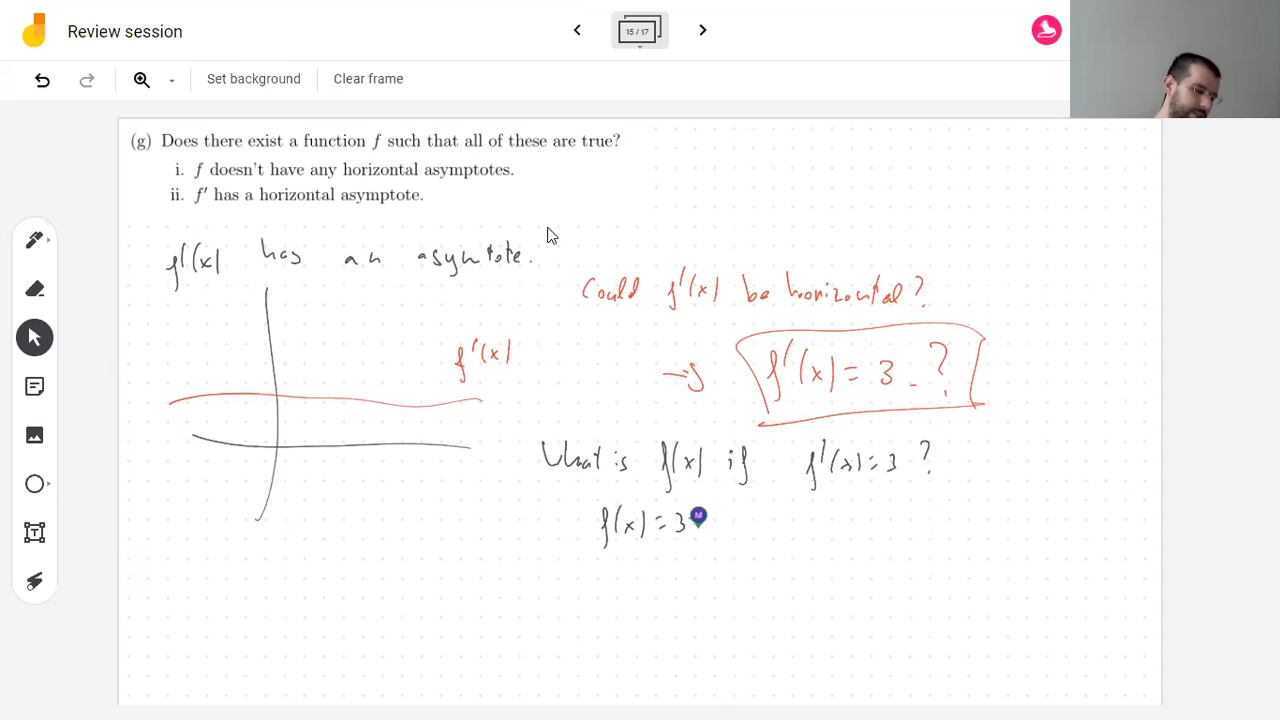 Review session
15 / 17
Set background
Clear frame
(g) Does there exist a function f such that all of these are true?
i. f doesn't have any horizontal asymptotes.
ii. f′ has a horizontal asymptote.
f'(x) has an asymptote.
Could f'(x) be horizontal?
f'(x)
→ f'(x) = 3 - ?
What is f(x) if f'(x) = 3 ?
f(x) = 3
M